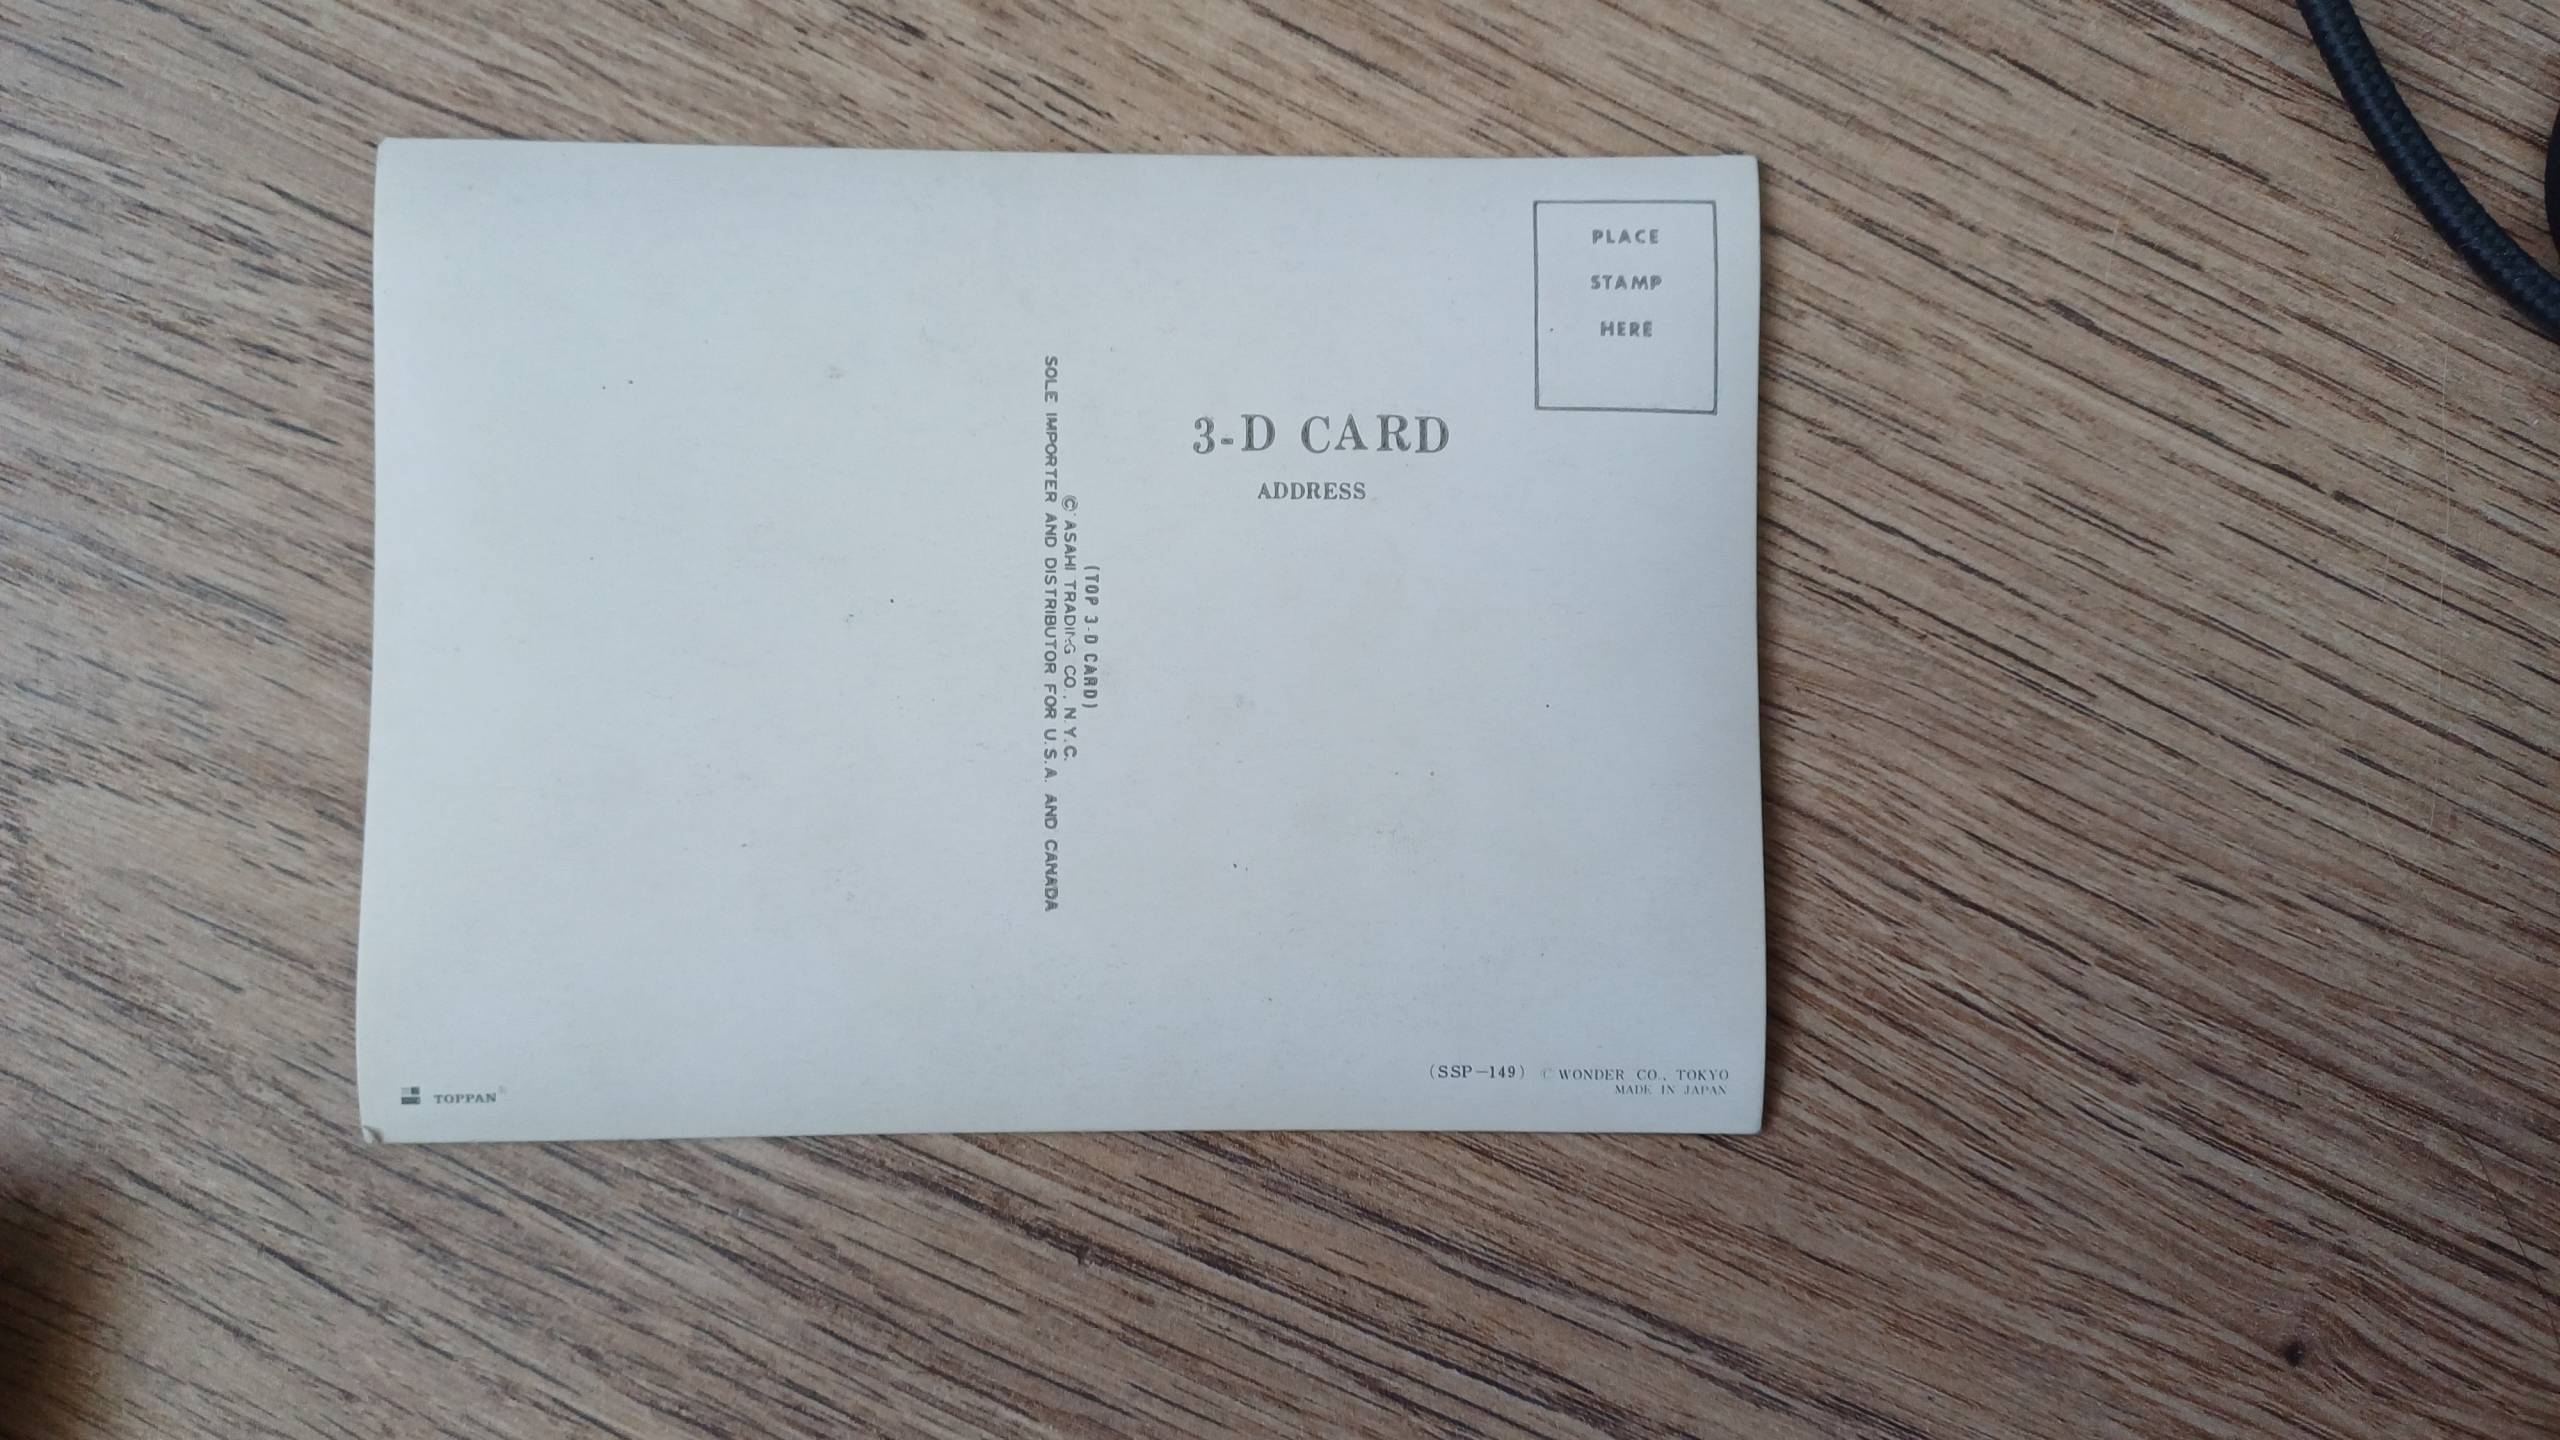 PLACE
STAMP
HERE
3-D CARD
ADDRESS
(TOP 3-D CARD)
© ASAHI TRADING CO., N.Y.C.
SOLE IMPORTER AND DISTRIBUTOR FOR U.S.A. AND CANADA
TOPPAN®
(SSP-149) © WONDER CO., TOKYO
MADE IN JAPAN